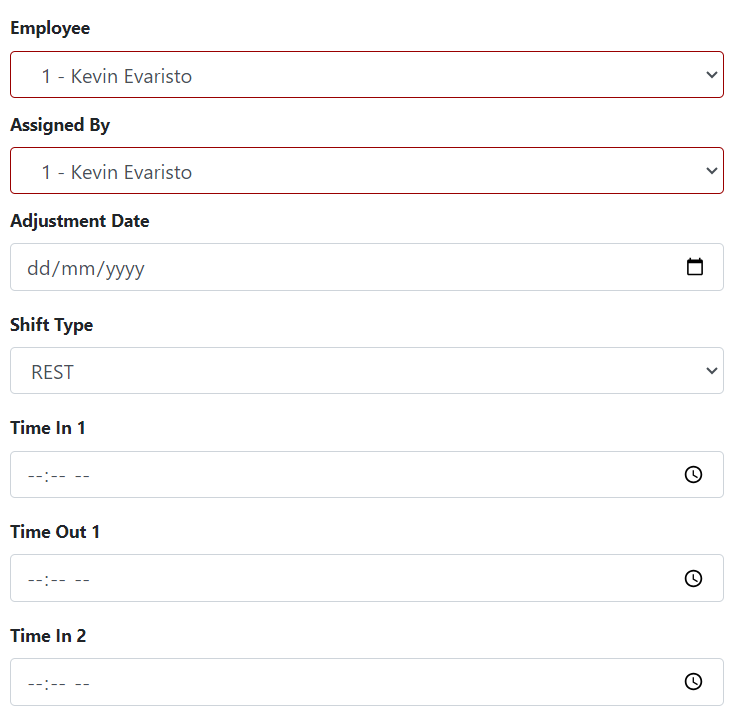 Employee
1 - Kevin Evaristo
Assigned By
1 - Kevin Evaristo
Adjustment Date
dd/mm/yyyy
Shift Type
REST
Time In 1
--:-- --
Time Out 1
--:-- --
Time In 2
--:-- --